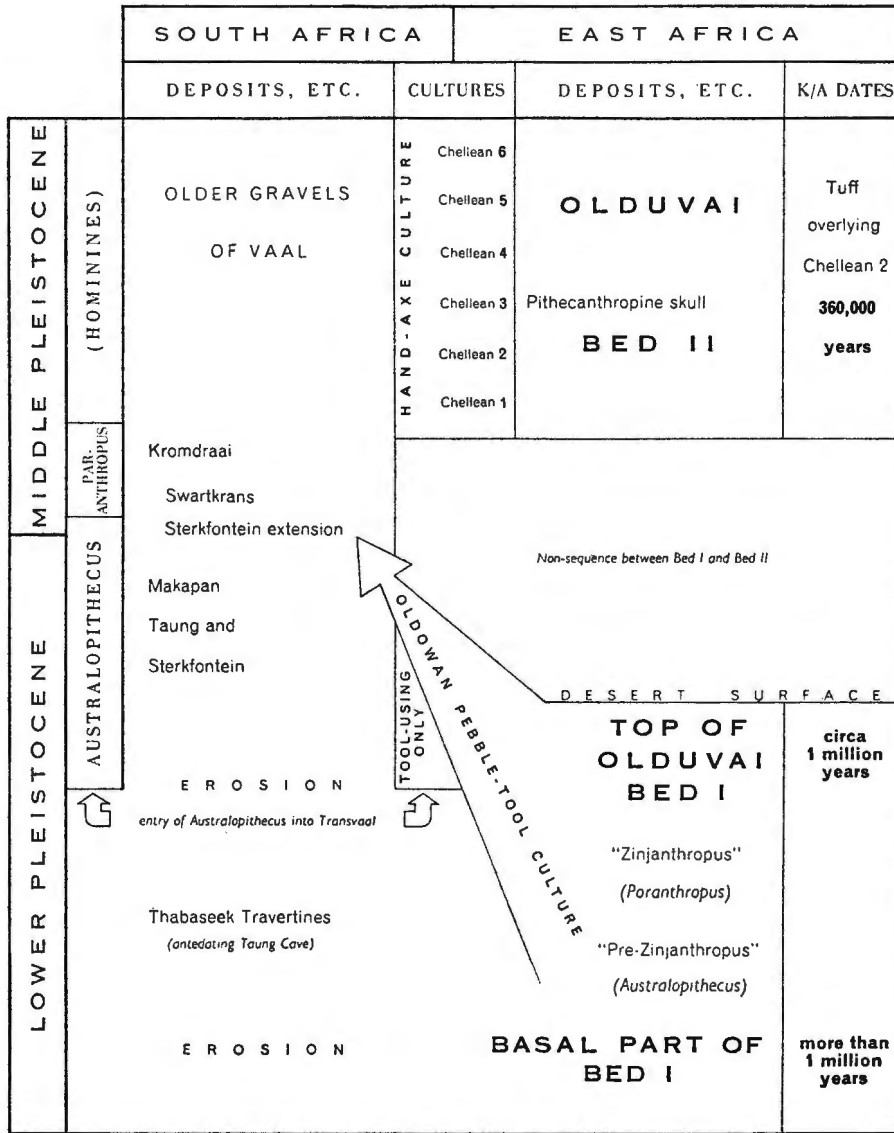 SOUTH AFRICA
EAST AFRICA
DEPOSITS, ETC.
CULTURES
DEPOSITS, ETC.
K/A DATES
MIDDLE PLEISTOCENE
LOWER PLEISTOCENE
(HOMININES)
PAR-
ANTHROPUS
AUSTRALOPITHECUS
OLDER GRAVELS
OF VAAL
Kromdraai
Swartkrans
Sterkfontein extension
Makapan
Taung and
Sterkfontein
EROSION
entry of Australopithecus into Transvaal
Thabaseek Travertines
(antedating Taung Cave)
EROSION
HAND-AXE CULTURE
Chellean 6
Chellean 5
Chellean 4
Chellean 3
Chellean 2
Chellean 1
TOOL-USING
ONLY
OLDOWAN PEBBLE-TOOL CULTURE
OLDUVAI
Pithecanthropine skull
BED II
Non-sequence between Bed I and Bed II
DESERT SURFACE
TOP OF
OLDUVAI
BED I
"Zinjanthropus"
(Poranthropus)
"Pre-Zinjanthropus"
(Australopithecus)
BASAL PART OF
BED I
Tuff
overlying
Chellean 2
360,000
years
circa
1 million
years
more than
1 million
years